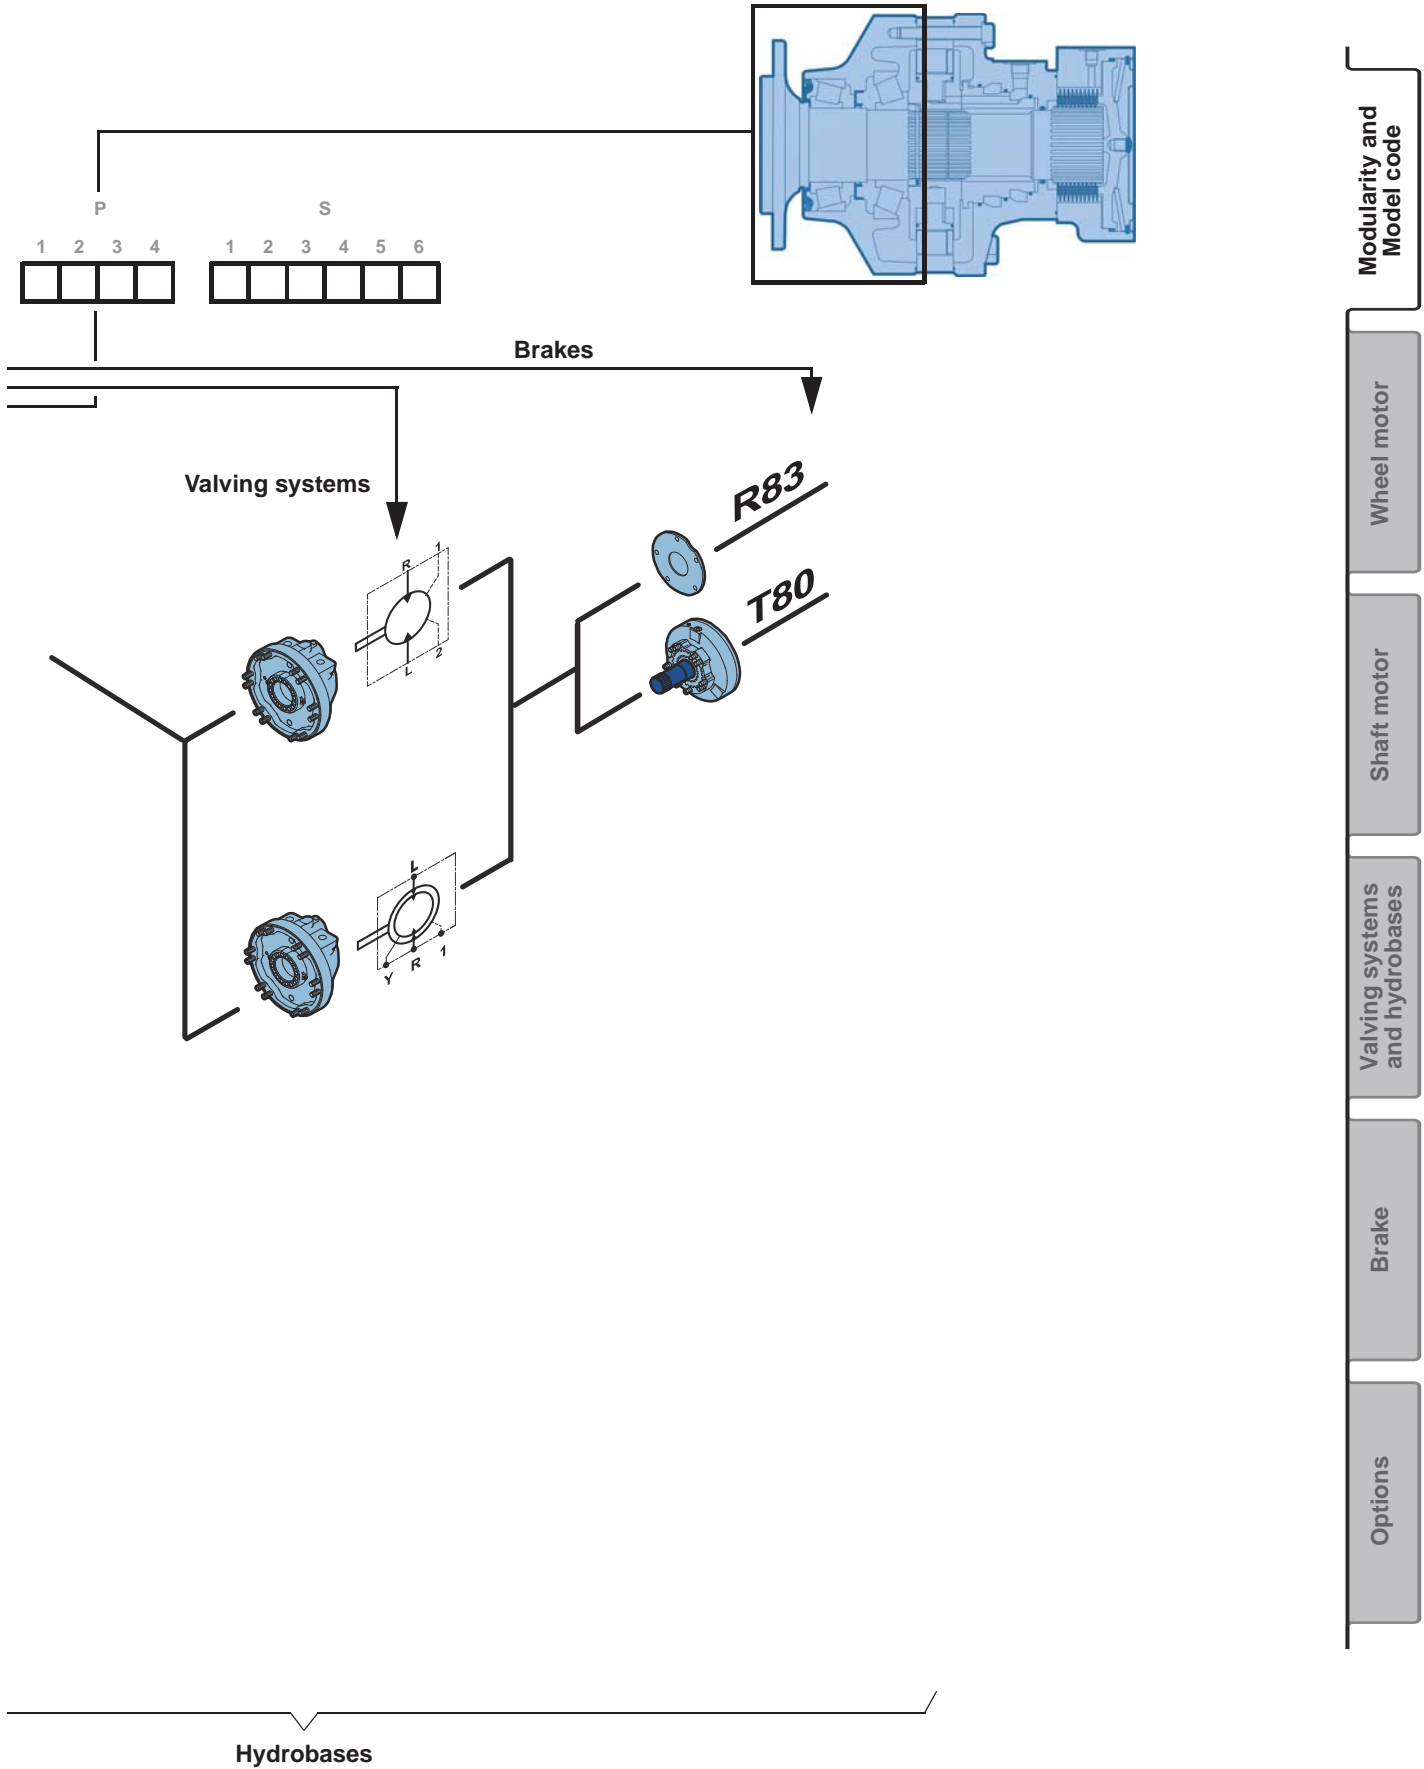 P S
1 2 3 4 1 2 3 4 5 6
Brakes
Valving systems
R83
R
1
L
2
T80
L
Y
R
1
Hydrobases
Modularity and
Model code
Wheel motor
Shaft motor
Valving systems
and hydrobases
Brake
Options